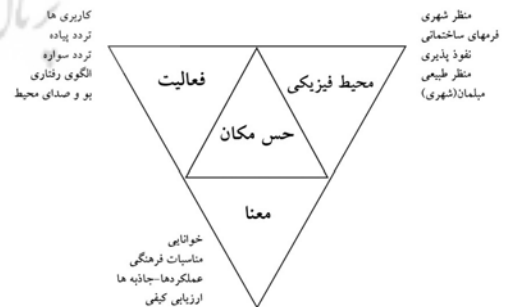 منظر شهری
فرمهای ساختمانی
نفوذ پذیری
منظر طبیعی
مبلمان(شهری)
کاربری ها
تردد پیاده
تردد سواره
الگوی رفتاری
بو و صدای محیط
محیط فیزیکی
فعالیت
حس مکان
معنا
خوانایی
مناسبات فرهنگی
عملکردها-جاذبه ها
ارزیابی کیفی